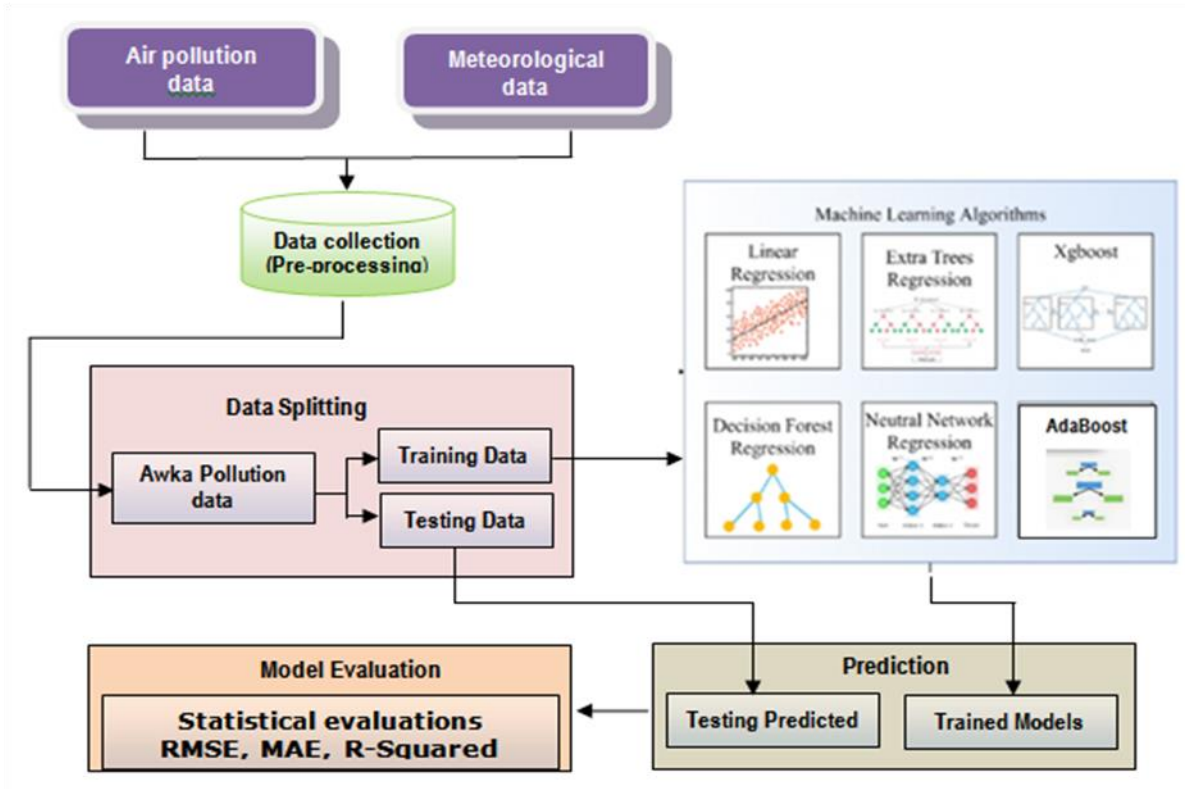 Air pollution
data
Meteorological
data
Data collection
(Pre-processing)
Machine Learning Algorithms
Linear
Regression
Extra Trees
Regression
Xgboost
Decision Forest
Regression
Neutral Network
Regression
AdaBoost
Data Splitting
Awka Pollution
data
Training Data
Testing Data
Model Evaluation
Statistical evaluations
RMSE, MAE, R-Squared
Prediction
Testing Predicted
Trained Models